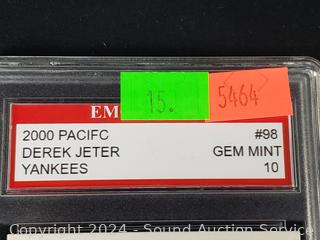 15.
5464
EM
2000 PACIFC #98
DEREK JETER GEM MINT
YANKEES 10
Copyright 2024 - Sound Auction Service